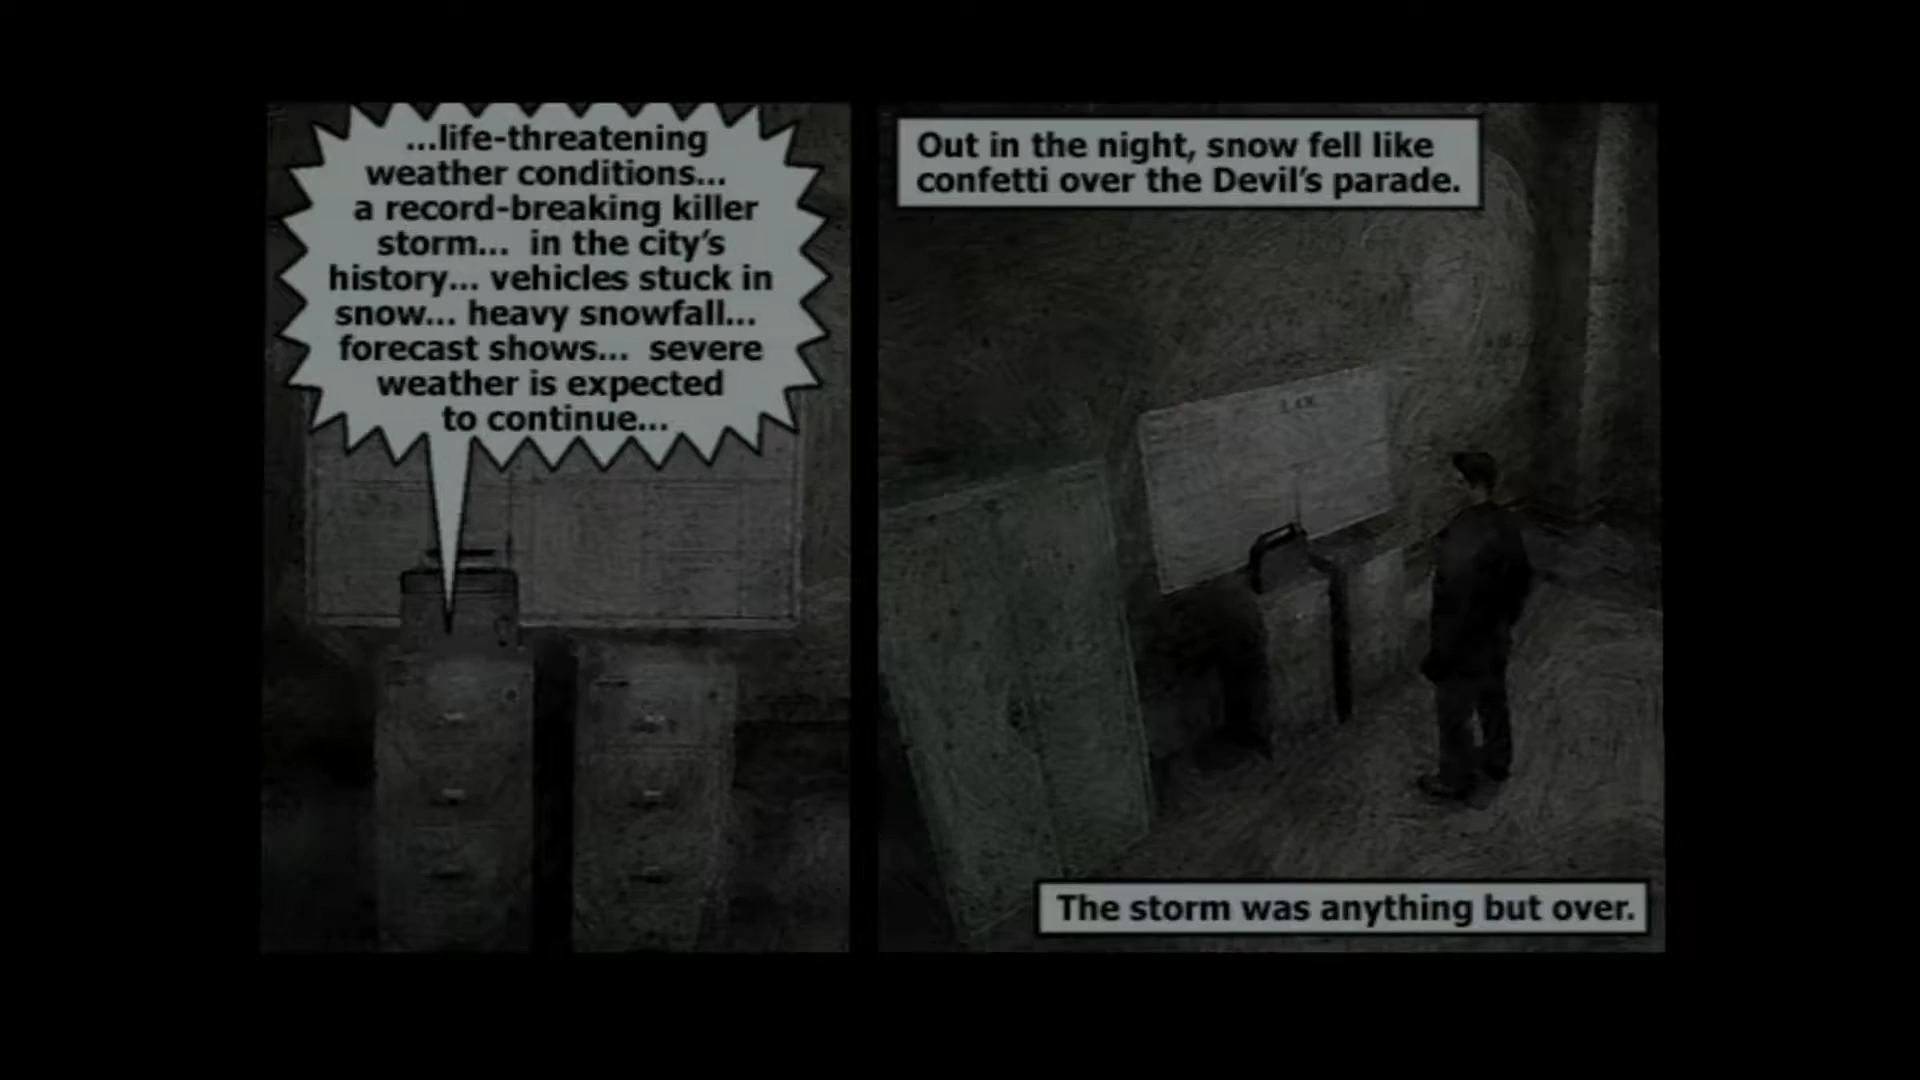 ...life-threatening
weather conditions...
a record-breaking killer
storm... in the city's
history... vehicles stuck in
snow... heavy snowfall...
forecast shows... severe
weather is expected
to continue...
Out in the night, snow fell like
confetti over the Devil's parade.
The storm was anything but over.